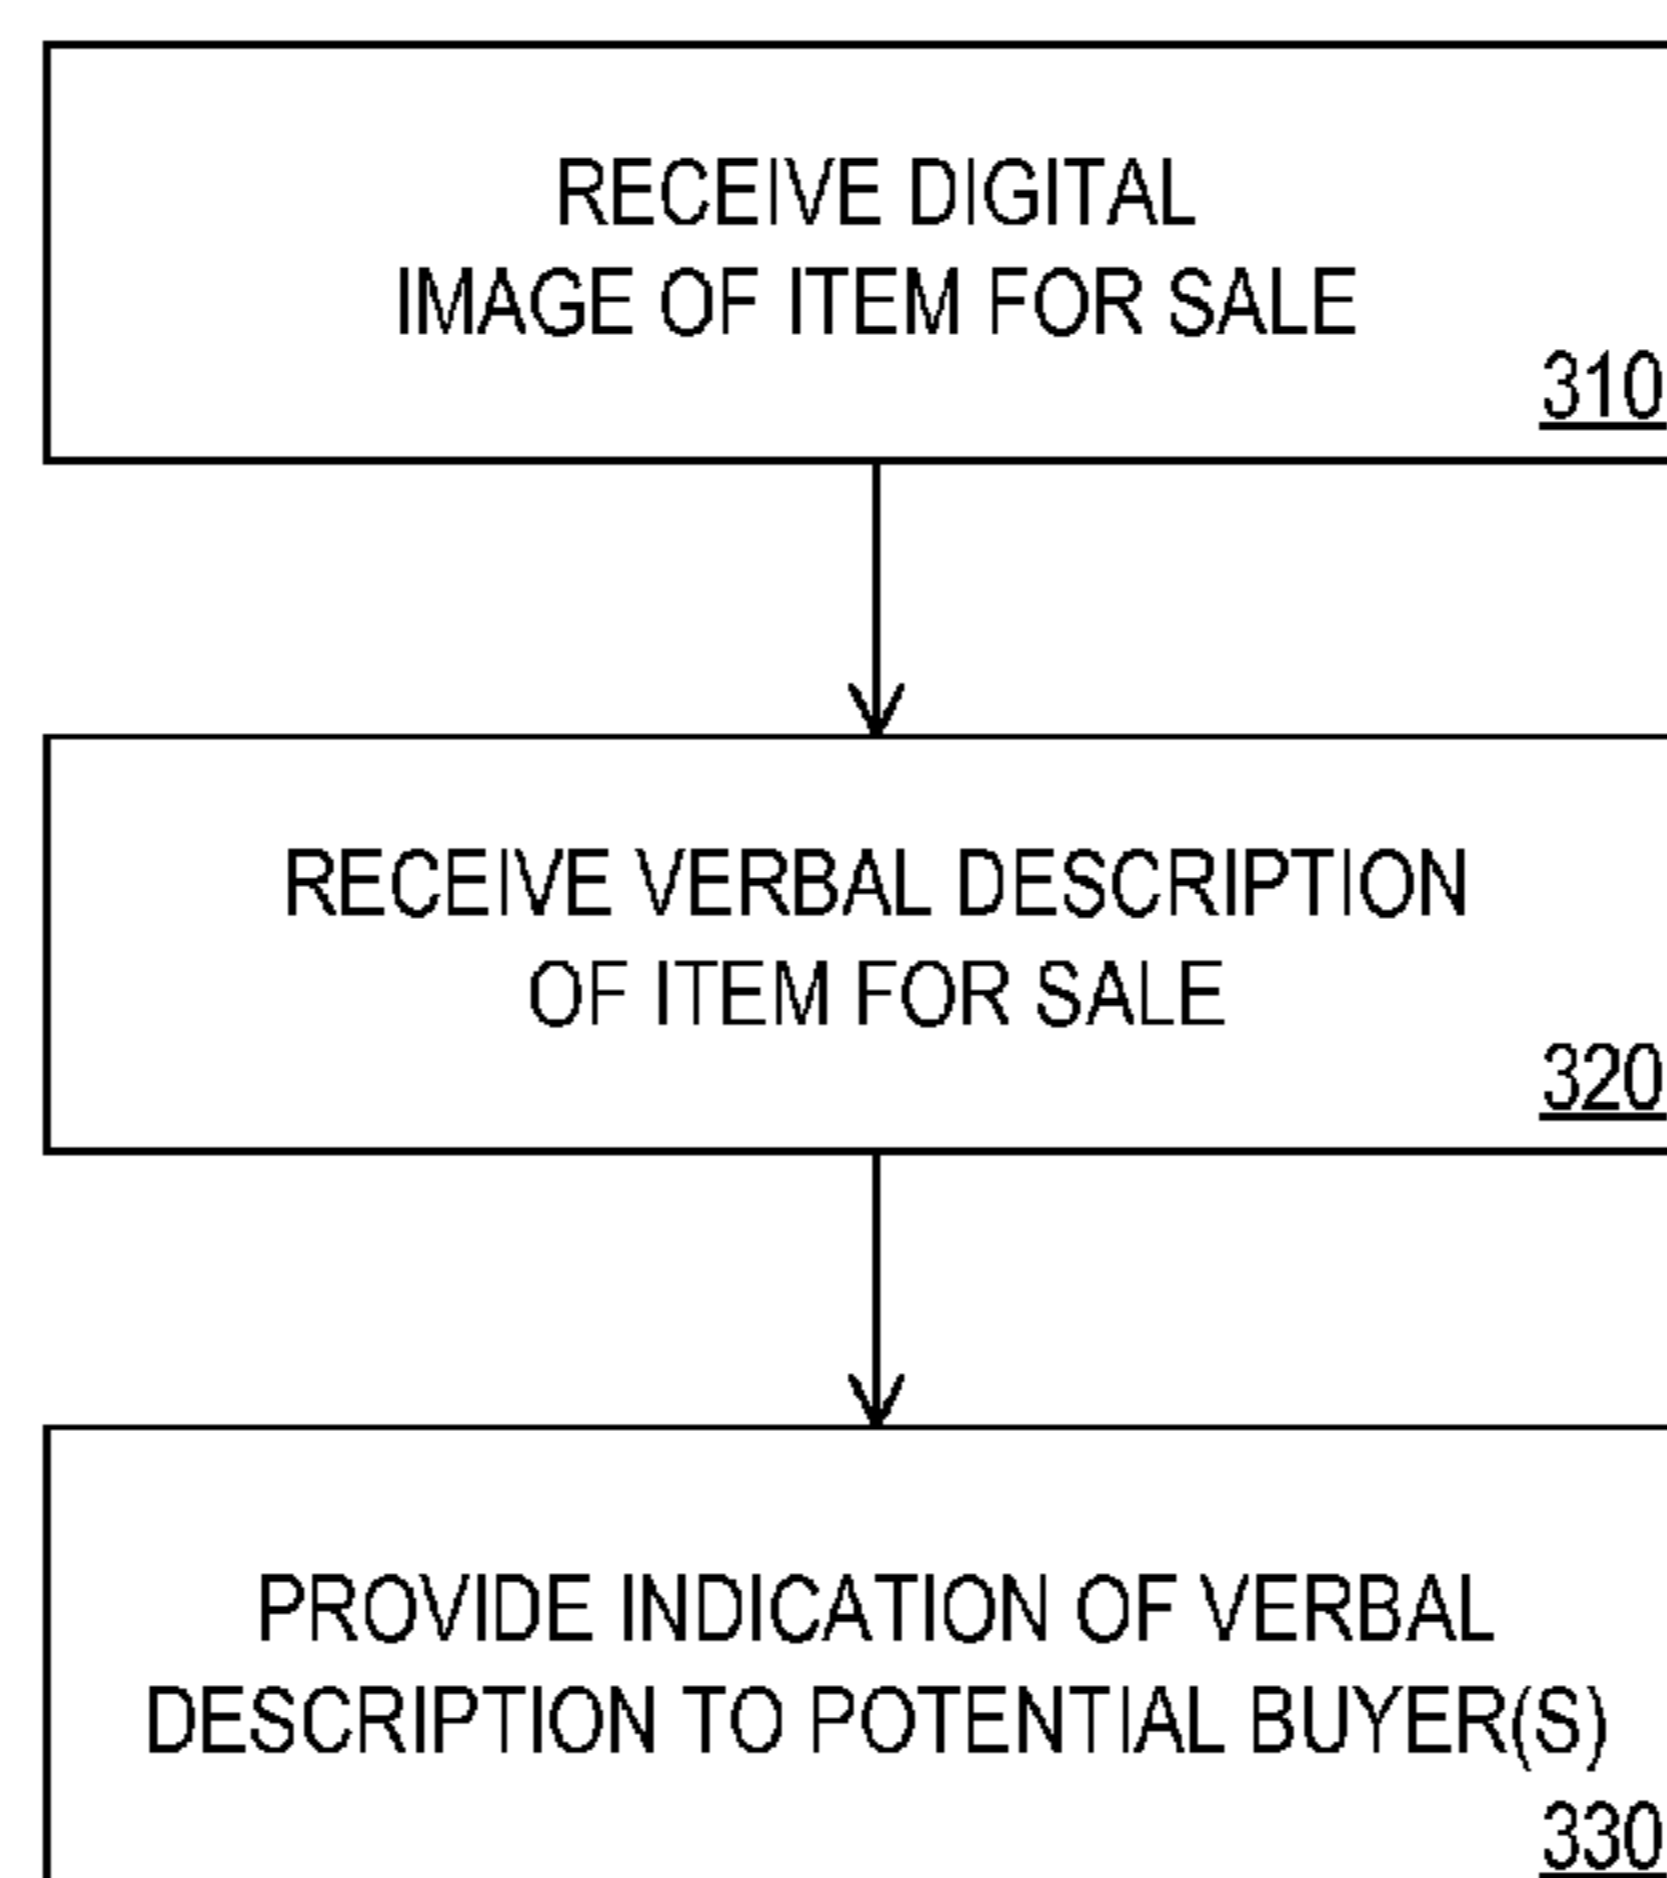 RECEIVE DIGITAL
IMAGE OF ITEM FOR SALE
310
RECEIVE VERBAL DESCRIPTION
OF ITEM FOR SALE
320
PROVIDE INDICATION OF VERBAL
DESCRIPTION TO POTENTIAL BUYER(S)
330